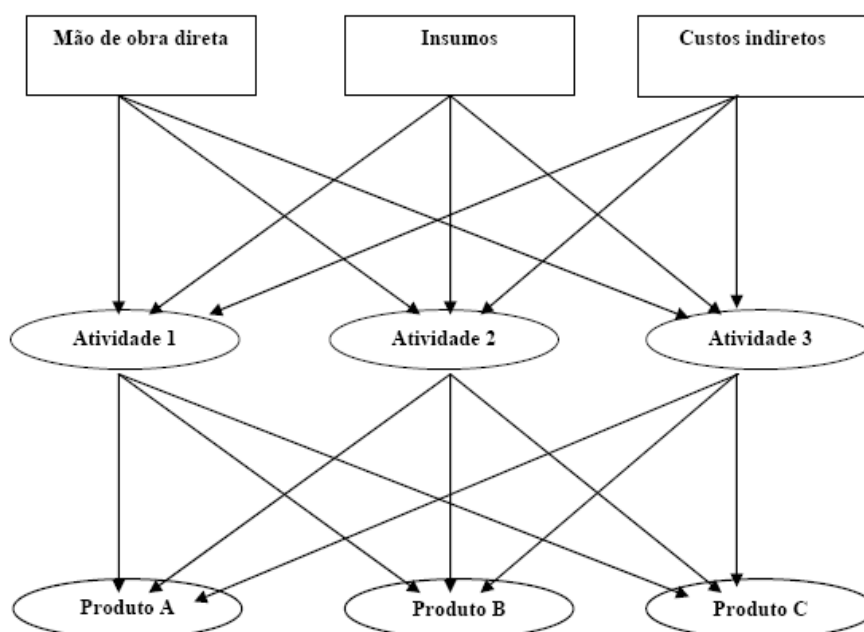 Mão de obra direta
Insumos
Custos indiretos
Atividade 1
Atividade 2
Atividade 3
Produto A
Produto B
Produto C